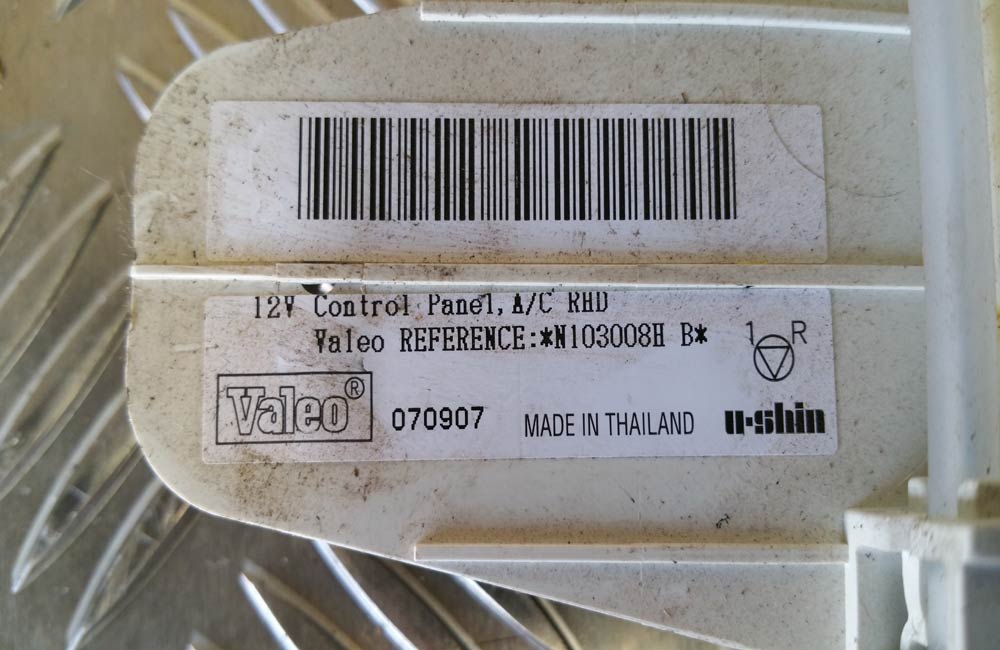 12V Control Panel, A/C RHD
Valeo REFERENCE:*N103008H B*
1 R
Valeo® 070907 MADE IN THAILAND u·shin